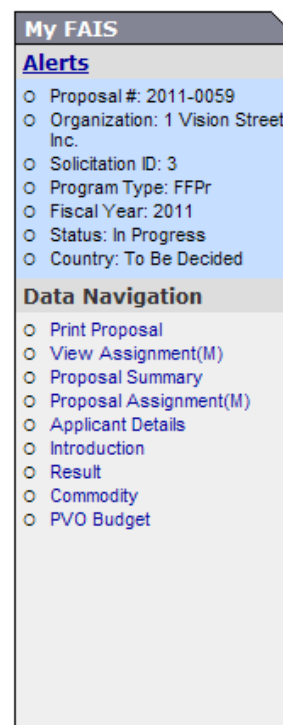 My FAIS
Alerts
O Proposal #: 2011-0059
O Organization: 1 Vision Street
Inc.
O Solicitation ID: 3
O Program Type: FFPr
O Fiscal Year: 2011
O Status: In Progress
O Country: To Be Decided
Data Navigation
O Print Proposal
O View Assignment(M)
O Proposal Summary
O Proposal Assignment(M)
O Applicant Details
O Introduction
O Result
O Commodity
O PVO Budget